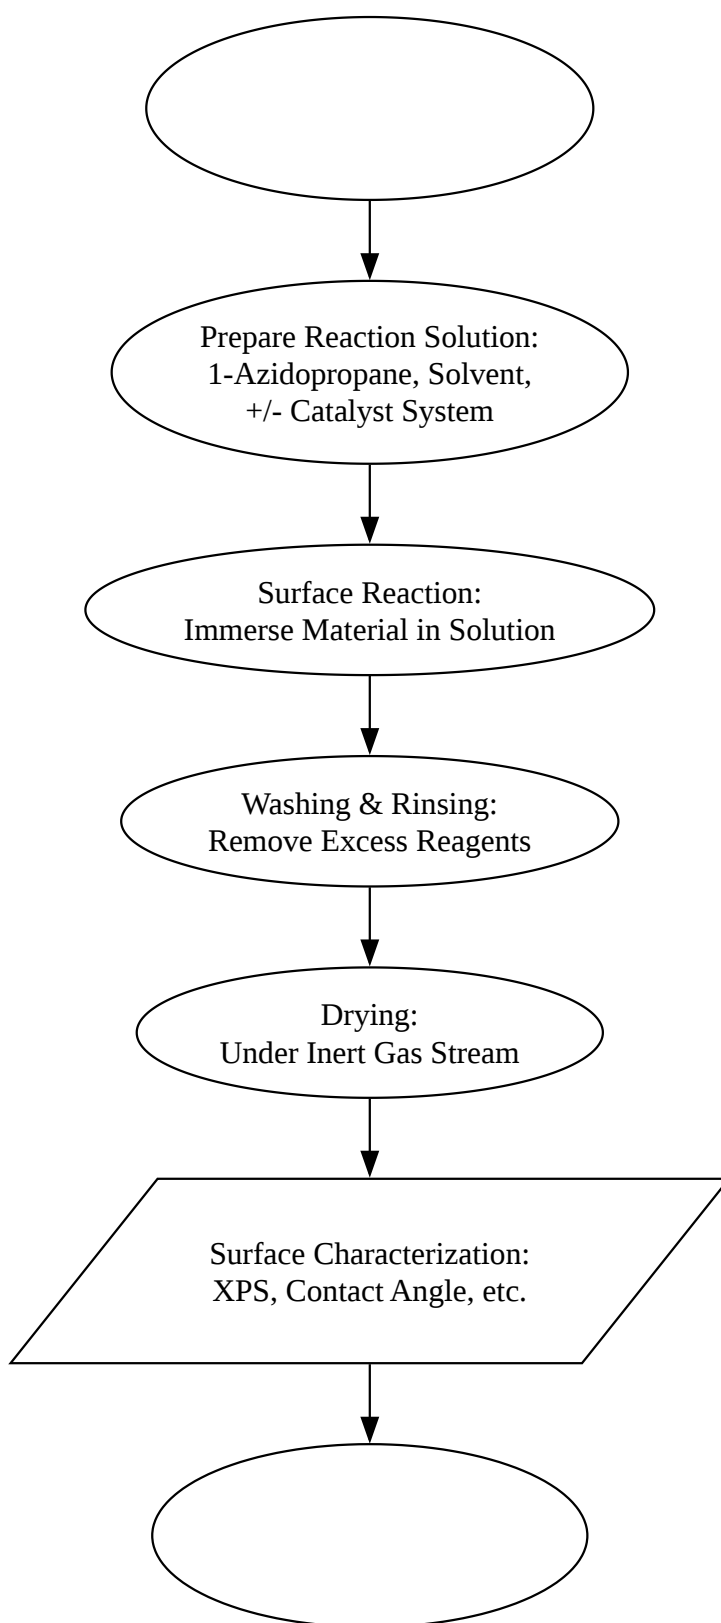 Prepare Reaction Solution:
1-Azidopropane, Solvent,
+/- Catalyst System
Surface Reaction:
Immerse Material in Solution
Washing & Rinsing:
Remove Excess Reagents
Drying:
Under Inert Gas Stream
Surface Characterization:
XPS, Contact Angle, etc.